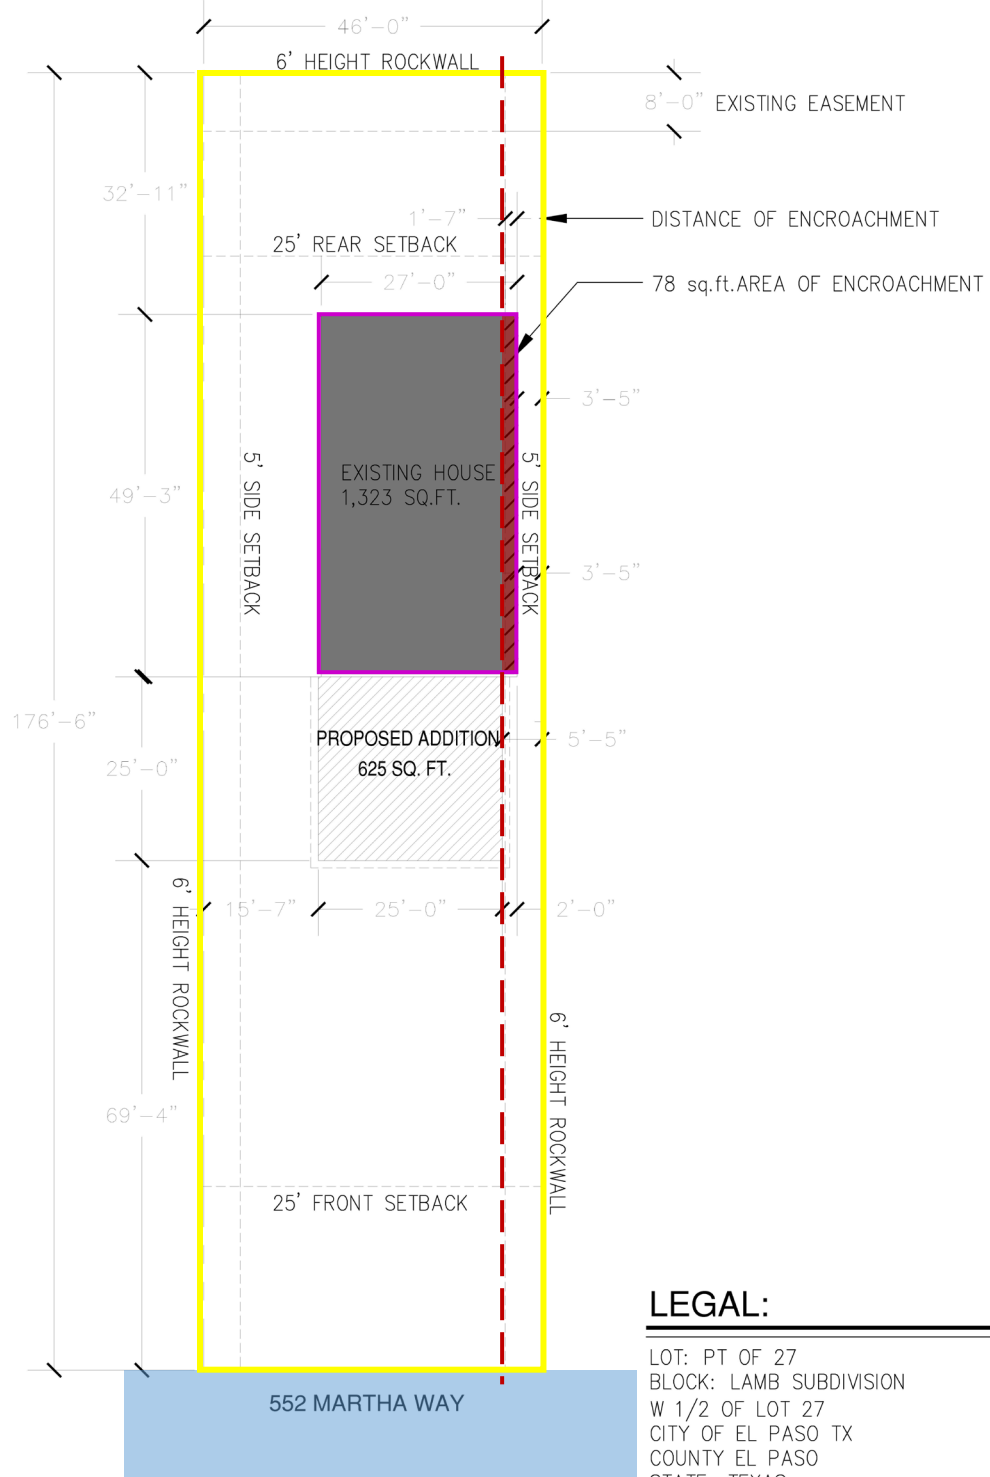 46'-0"
6' HEIGHT ROCKWALL
8'-0" EXISTING EASEMENT
32'-11"
1'-7"
DISTANCE OF ENCROACHMENT
25' REAR SETBACK
27'-0"
78 sq.ft.AREA OF ENCROACHMENT
3'-5"
5' SIDE SETBACK
EXISTING HOUSE
1,323 SQ.FT.
5' SIDE SETBACK
49'-3"
3'-5"
176'-6"
PROPOSED ADDITION
625 SQ. FT.
5'-5"
25'-0"
6' HEIGHT ROCKWALL
15'-7"
25'-0"
2'-0"
6' HEIGHT ROCKWALL
69'-4"
25' FRONT SETBACK
LEGAL:
LOT: PT OF 27
BLOCK: LAMB SUBDIVISION
W 1/2 OF LOT 27
CITY OF EL PASO TX
COUNTY EL PASO
552 MARTHA WAY